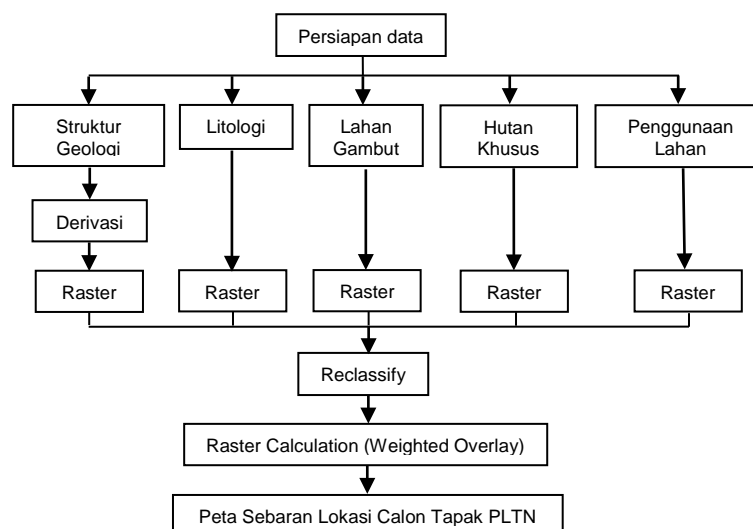 Persiapan data
Struktur
Geologi
Litologi
Lahan
Gambut
Hutan
Khusus
Penggunaan
Lahan
Derivasi
Raster
Raster
Raster
Raster
Raster
Reclassify
Raster Calculation (Weighted Overlay)
Peta Sebaran Lokasi Calon Tapak PLTN